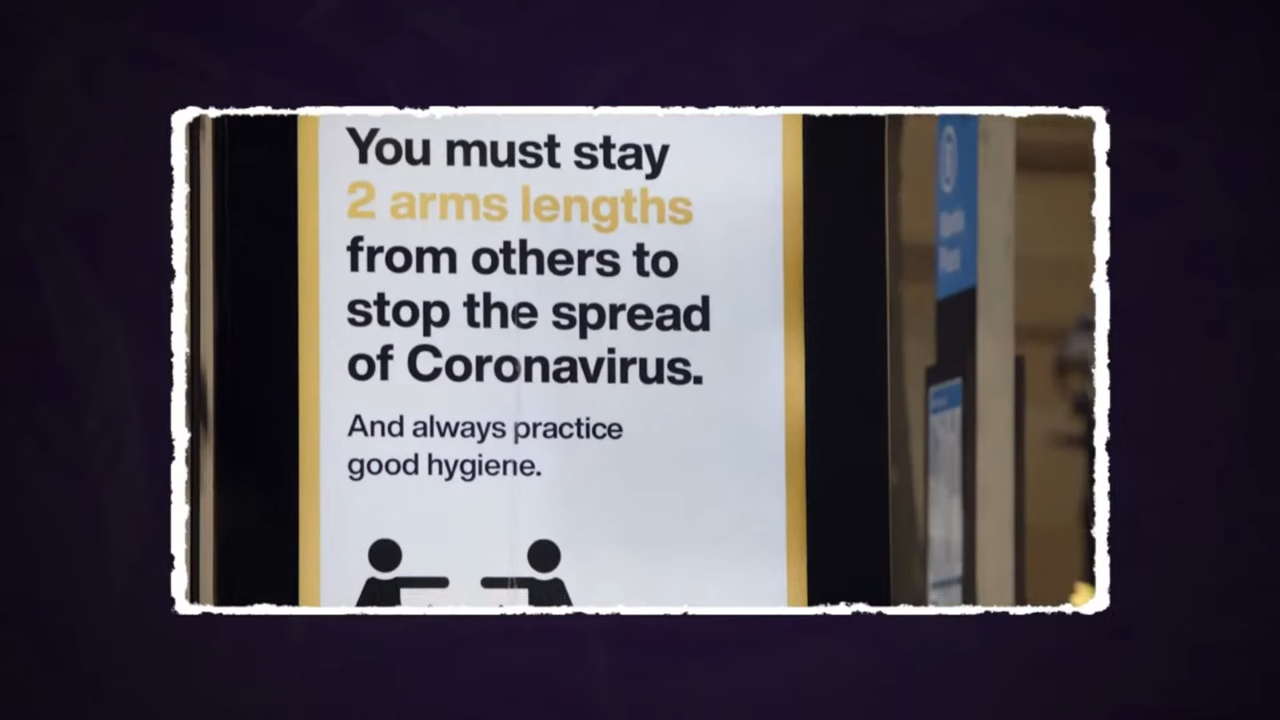 You must stay
2 arms lengths
from others to
stop the spread
of Coronavirus.
And always practice
good hygiene.